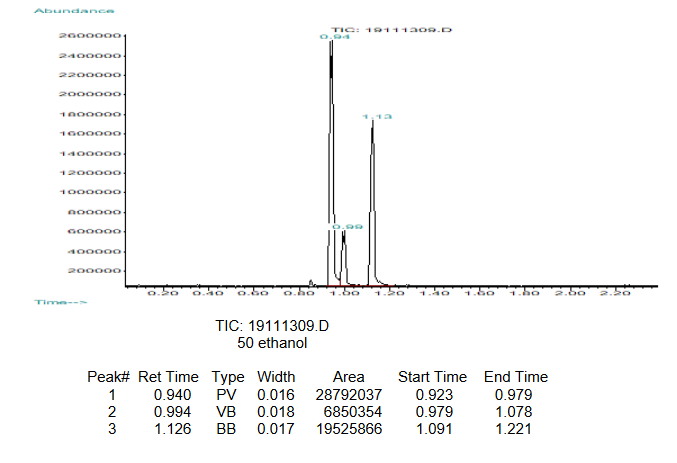 Abundance
TIC: 19111309.D
2600000
0.94
2400000
2200000
2000000
1800000
1.13
1600000
1400000
1200000
1000000
800000
600000
0.99
400000
200000
0.20 0.40 0.60 0.80 1.00 1.20 1.40 1.60 1.80 2.00 2.20
Time-->
TIC: 19111309.D
50 ethanol
Peak# Ret Time Type Width Area Start Time End Time
1 0.940 PV 0.016 28792037 0.923 0.979
2 0.994 VB 0.018 6850354 0.979 1.078
3 1.126 BB 0.017 19525866 1.091 1.221